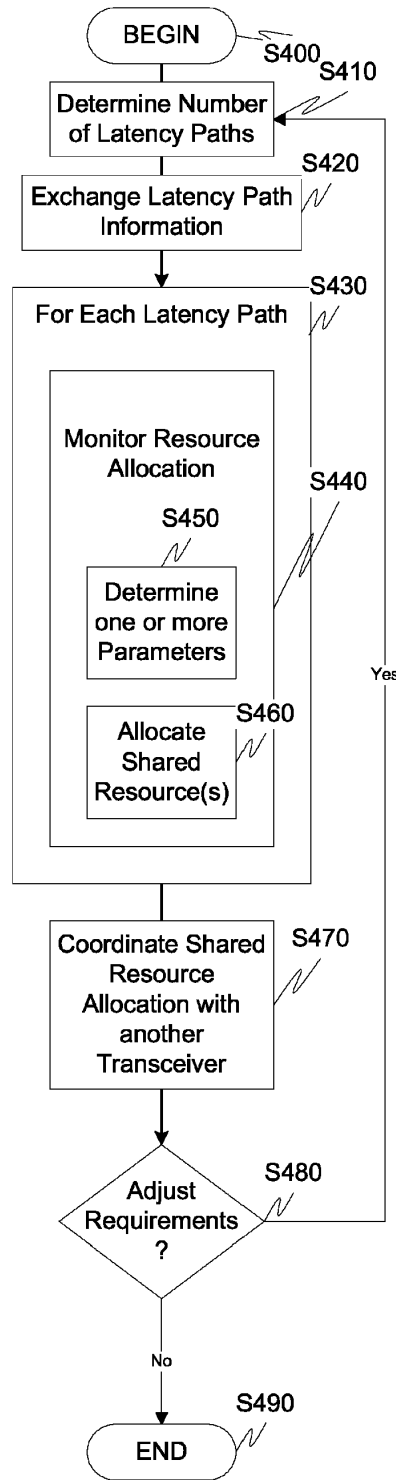 BEGIN
S400
S410
Determine Number
of Latency Paths
S420
Exchange Latency Path
Information
S430
For Each Latency Path
Monitor Resource
Allocation
S440
S450
Determine
one or more
Parameters
S460
Allocate
Shared
Resource(s)
Yes
S470
Coordinate Shared
Resource
Allocation with
another
Transceiver
S480
Adjust
Requirements
?
No
S490
END